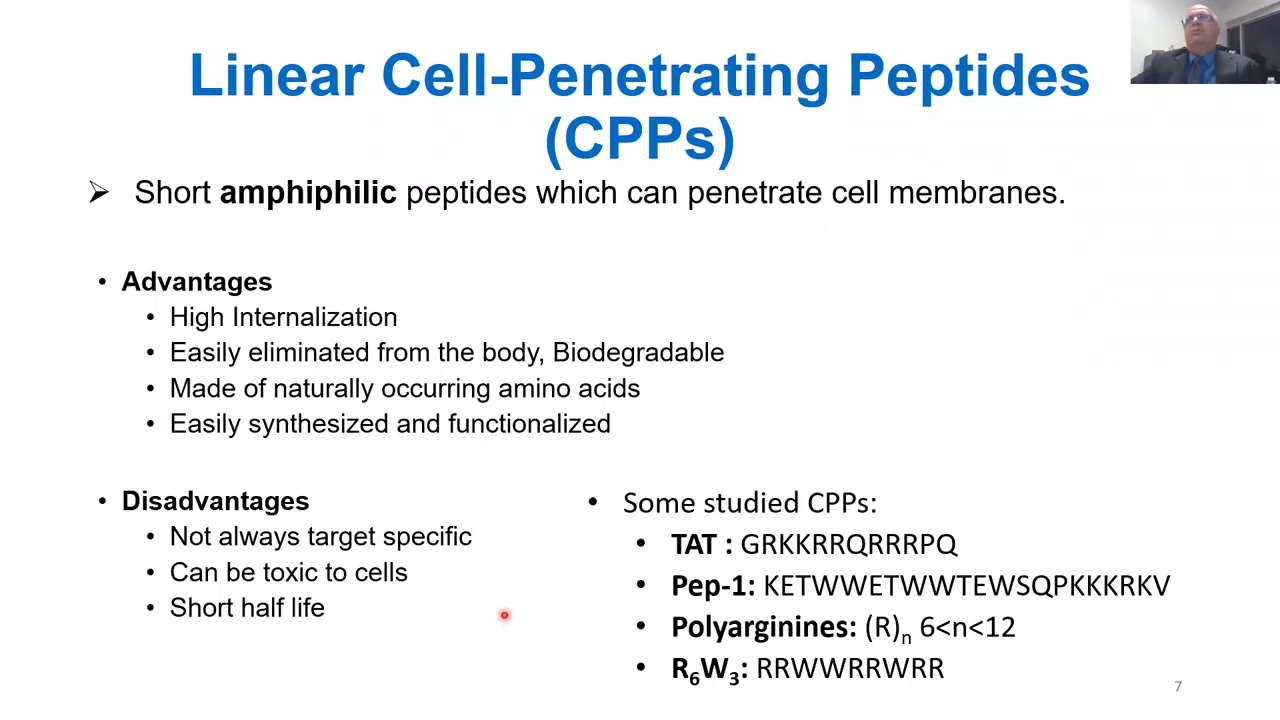 Linear Cell-Penetrating Peptides
(CPPs)
➢ Short amphiphilic peptides which can penetrate cell membranes.
• Advantages
• High Internalization
• Easily eliminated from the body, Biodegradable
• Made of naturally occurring amino acids
• Easily synthesized and functionalized
• Disadvantages
• Not always target specific
• Can be toxic to cells
• Short half life
• Some studied CPPs:
• TAT : GRKKRRQRRRPQ
• Pep-1: KETWWETWWTEWSQPKKKRKV
• Polyarginines: (R)n 6<n<12
• R6W3: RRWWRRWRR
7